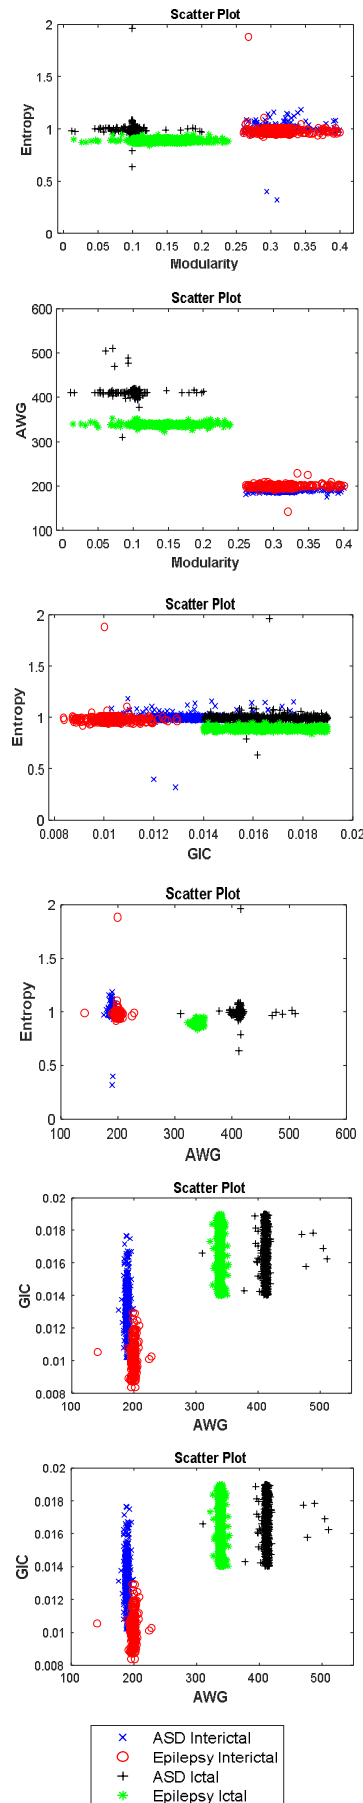 Scatter Plot
2
1.5
1
0.5
0
Entropy
0 0.05 0.1 0.15 0.2 0.25 0.3 0.35 0.4
Modularity
Scatter Plot
600
500
400
300
200
100
AWG
0 0.05 0.1 0.15 0.2 0.25 0.3 0.35 0.4
Modularity
Scatter Plot
2
1.5
1
0.5
0
Entropy
0.008 0.01 0.012 0.014 0.016 0.018 0.02
GIC
Scatter Plot
2
1.5
1
0.5
0
Entropy
100 200 300 400 500 600
AWG
Scatter Plot
0.02
0.018
0.016
0.014
0.012
0.01
0.008
GIC
100 200 300 400 500
AWG
Scatter Plot
0.02
0.018
0.016
0.014
0.012
0.01
0.008
GIC
100 200 300 400 500
AWG
ASD Interictal
Epilepsy Interictal
ASD Ictal
Epilepsy Ictal